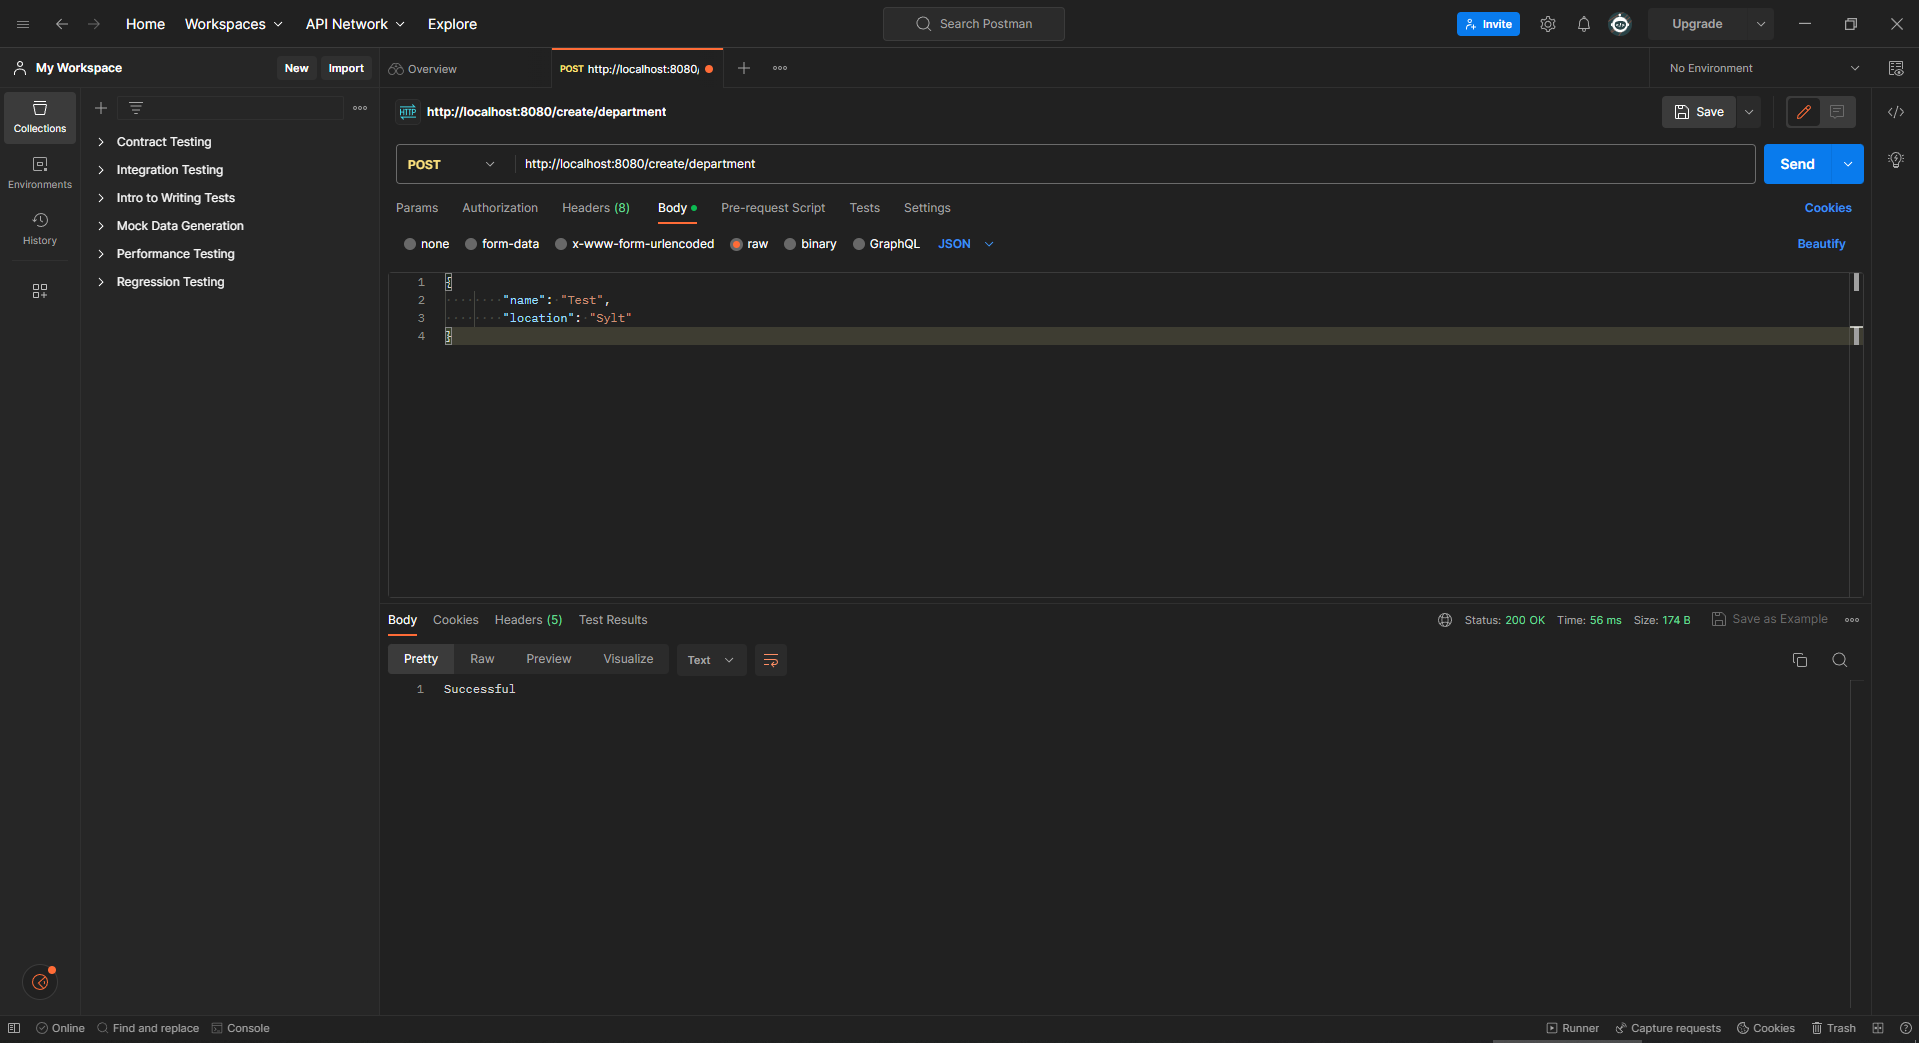 Home Workspaces API Network Explore Search Postman Invite Upgrade
My Workspace New Import Overview POST http://localhost:8080/ No Environment
Collections
Environments
History
Contract Testing
Integration Testing
Intro to Writing Tests
Mock Data Generation
Performance Testing
Regression Testing
HTTP http://localhost:8080/create/department Save
POST http://localhost:8080/create/department Send
Params Authorization Headers (8) Body Pre-request Script Tests Settings Cookies
none form-data x-www-form-urlencoded raw binary GraphQL JSON Beautify
1 {
2 "name": "Test",
3 "location": "Sylt"
4 }
Body Cookies Headers (5) Test Results Status: 200 OK Time: 56 ms Size: 174 B Save as Example
Pretty Raw Preview Visualize Text
1 Successful
Online Find and replace Console Runner Capture requests Cookies Trash